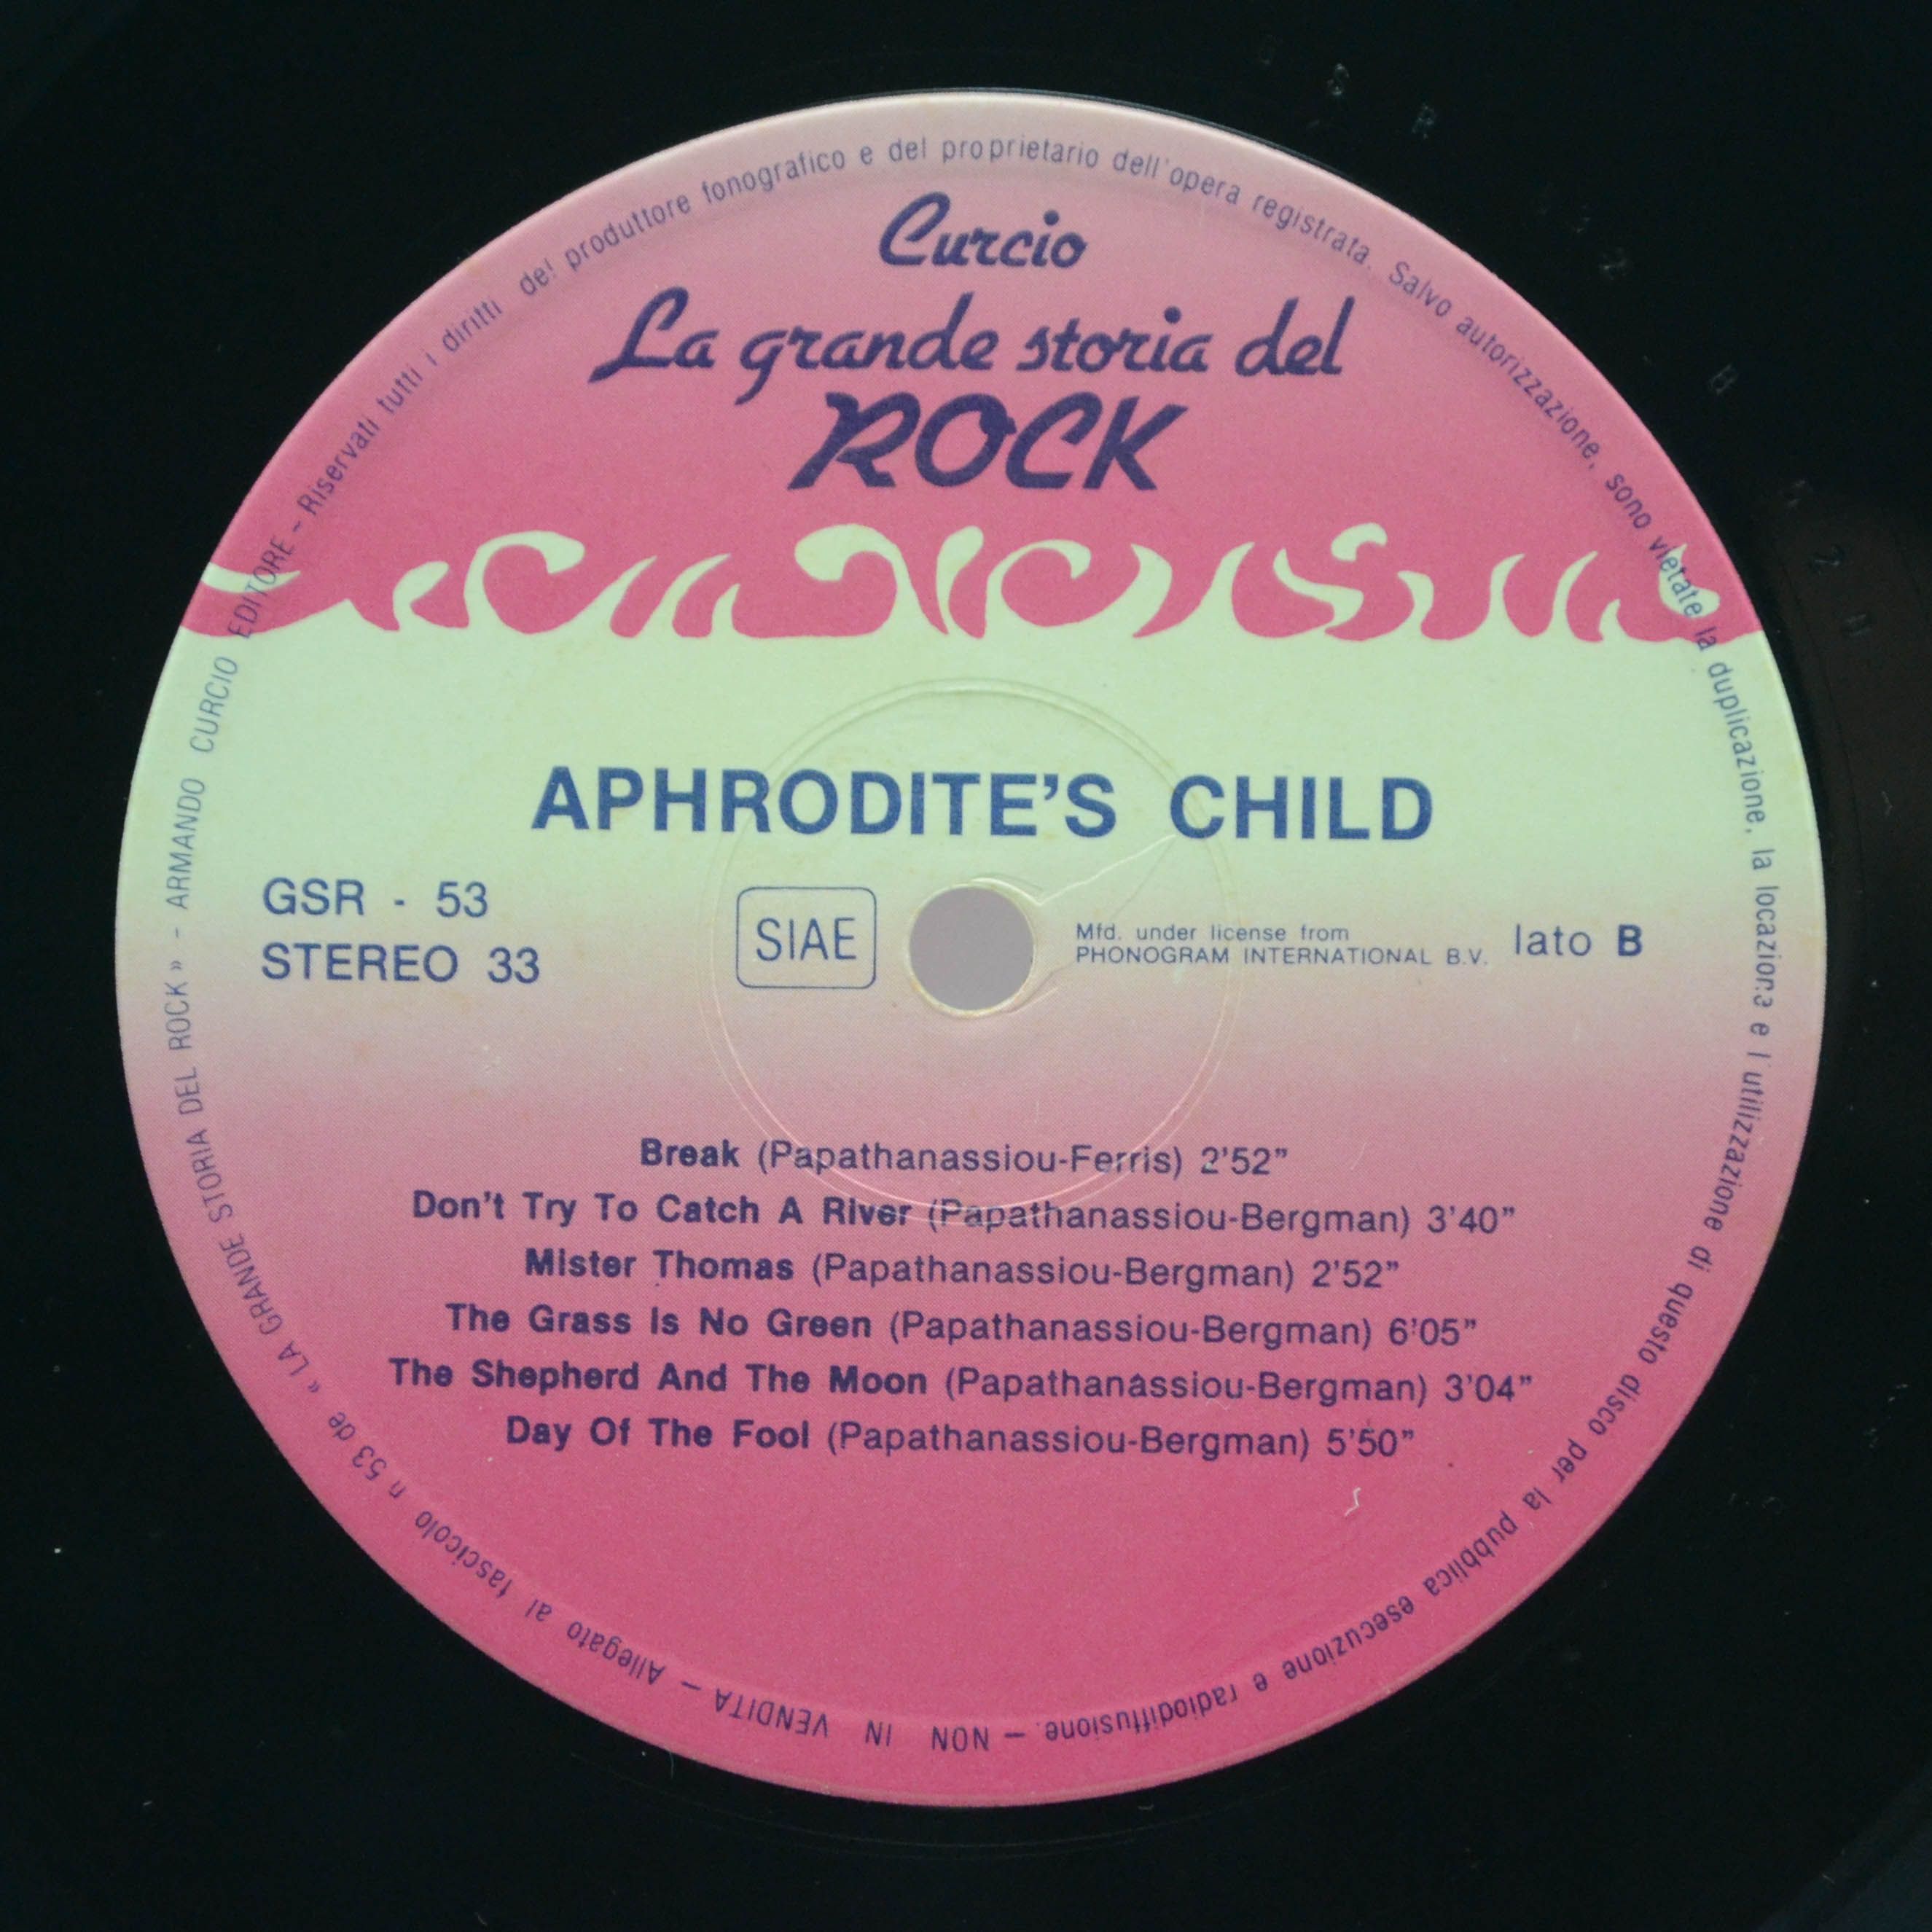 Riservati tutti i diritti del produttore fonografico e del proprietario dell'opera registrata. Salvo autorizzazione, sono vietate la duplicazione, la locazione e l'utilizzazione di questo disco per la pubblica esecuzione e radiodiffusione. – NON IN VENDITA – Allegato al fascicolo n 53 de « LA GRANDE STORIA DEL ROCK » - ARMANDO CURCIO EDITORE –
Curcio
La grande storia del
ROCK
APHRODITE'S CHILD
GSR - 53
STEREO 33
SIAE
Mfd. under license from
PHONOGRAM INTERNATIONAL B.V.
lato B
Break (Papathanassiou-Ferris) 2'52”
Don't Try To Catch A River (Papathanassiou-Bergman) 3'40”
Mister Thomas (Papathanassiou-Bergman) 2'52”
The Grass Is No Green (Papathanassiou-Bergman) 6'05”
The Shepherd And The Moon (Papathanassiou-Bergman) 3'04”
Day Of The Fool (Papathanassiou-Bergman) 5'50”